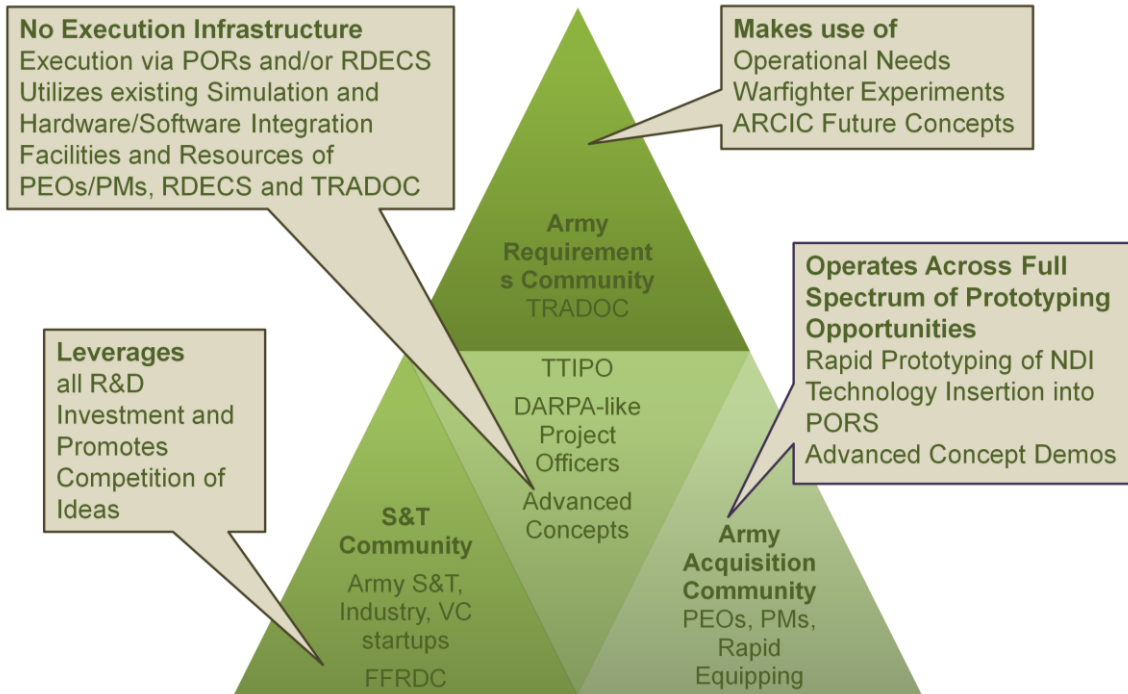 No Execution Infrastructure
Execution via PORs and/or RDECS
Utilizes existing Simulation and
Hardware/Software Integration
Facilities and Resources of
PEOs/PMs, RDECS and TRADOC
Makes use of
Operational Needs
Warfighter Experiments
ARCIC Future Concepts
Army
Requirement
s Community
TRADOC
Operates Across Full
Spectrum of Prototyping
Opportunities
Rapid Prototyping of NDI
Technology Insertion into
PORS
Advanced Concept Demos
Leverages
all R&D
Investment and
Promotes
Competition of
Ideas
TTIPO
DARPA-like
Project
Officers
Advanced
Concepts
S&T
Community
Army S&T,
Industry, VC
startups
FFRDC
Army
Acquisition
Community
PEOs, PMs,
Rapid
Equipping